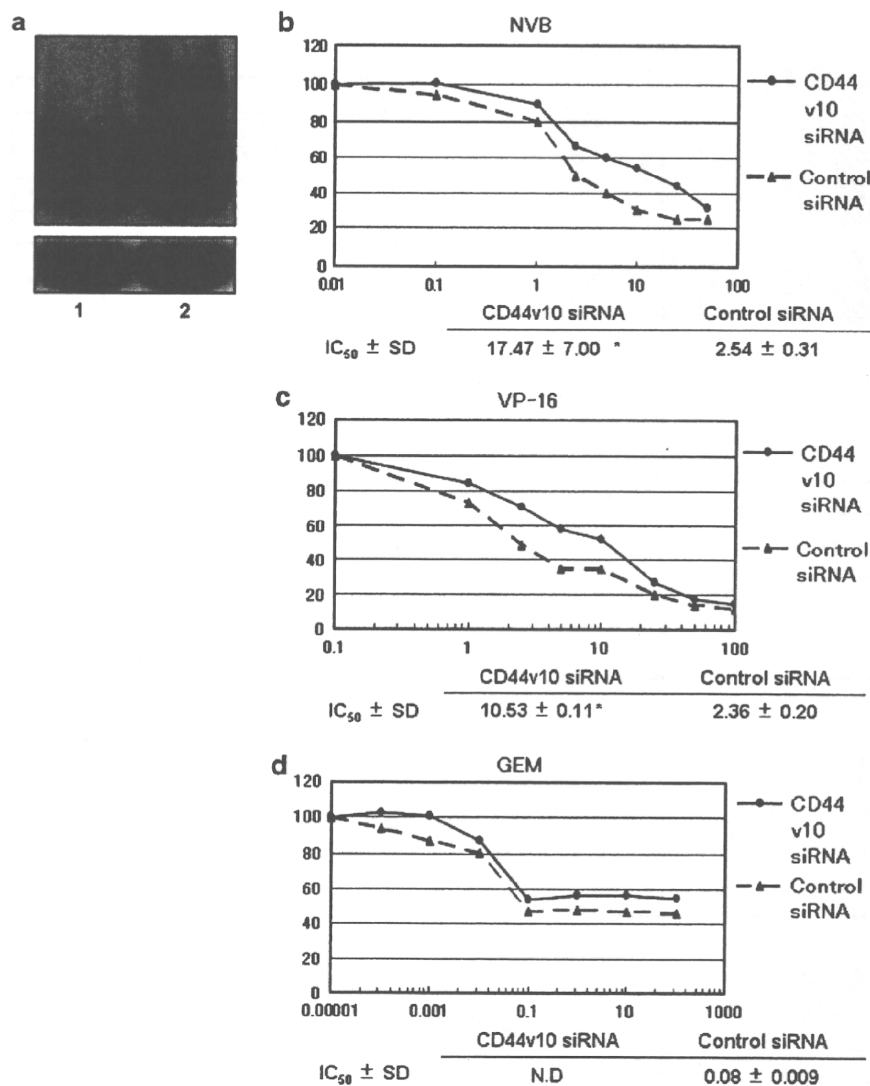 a
1 2
b
NVB
120
100
80
60
40
20
0
0.01 0.1 1 10 100
CD44
v10
siRNA
Control
siRNA
CD44v10 siRNA Control siRNA
IC50 ± SD 17.47 ± 7.00 * 2.54 ± 0.31
c
VP-16
120
100
80
60
40
20
0
0.1 1 10 100
CD44
v10
siRNA
Control
siRNA
CD44v10 siRNA Control siRNA
IC50 ± SD 10.53 ± 0.11* 2.36 ± 0.20
d
GEM
120
100
80
60
40
20
0
0.00001 0.001 0.1 10 1000
CD44
v10
siRNA
Control
siRNA
CD44v10 siRNA Control siRNA
IC50 ± SD N.D 0.08 ± 0.009